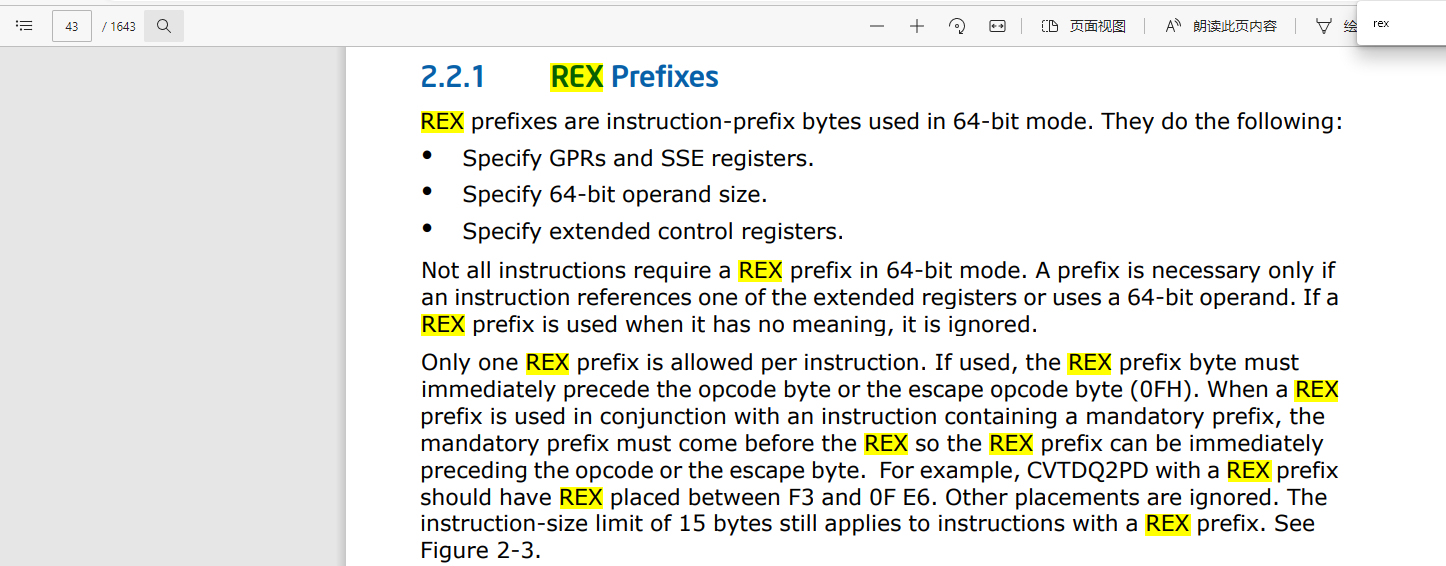 43 / 1643 页面视图 朗读此页内容 绘 rex
2.2.1 REX Prefixes
REX prefixes are instruction-prefix bytes used in 64-bit mode. They do the following:
• Specify GPRs and SSE registers.
• Specify 64-bit operand size.
• Specify extended control registers.
Not all instructions require a REX prefix in 64-bit mode. A prefix is necessary only if
an instruction references one of the extended registers or uses a 64-bit operand. If a
REX prefix is used when it has no meaning, it is ignored.
Only one REX prefix is allowed per instruction. If used, the REX prefix byte must
immediately precede the opcode byte or the escape opcode byte (0FH). When a REX
prefix is used in conjunction with an instruction containing a mandatory prefix, the
mandatory prefix must come before the REX so the REX prefix can be immediately
preceding the opcode or the escape byte. For example, CVTDQ2PD with a REX prefix
should have REX placed between F3 and 0F E6. Other placements are ignored. The
instruction-size limit of 15 bytes still applies to instructions with a REX prefix. See
Figure 2-3.